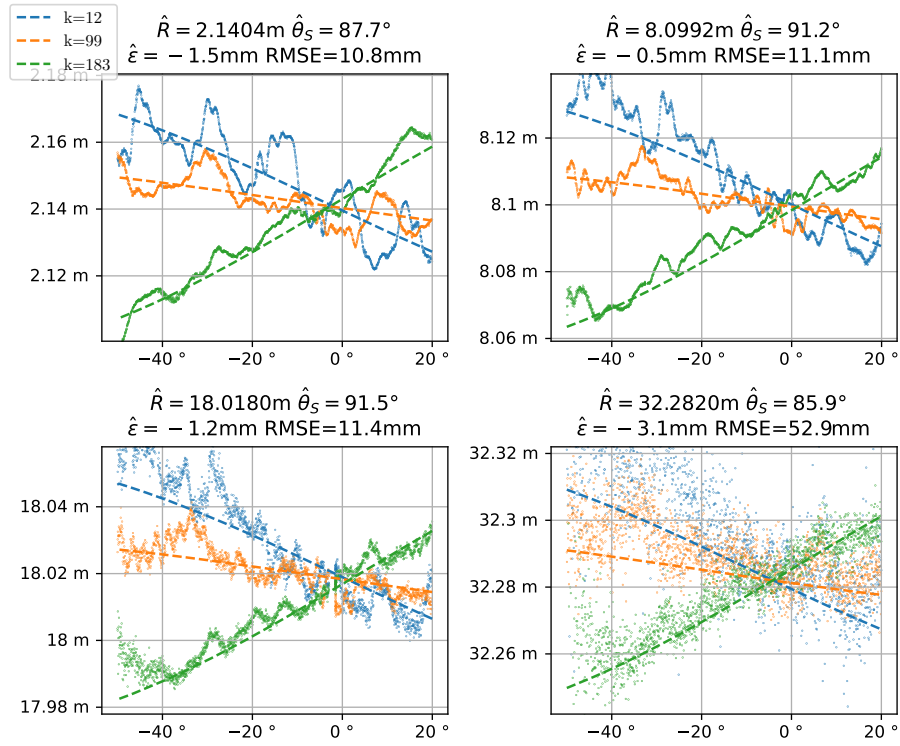 k=12
k=99
k=183
R̂ = 2.1404m θ̂_S = 87.7°
ε̂ = −1.5mm RMSE=10.8mm
2.18 m
2.16 m
2.14 m
2.12 m
−40 ° −20 ° 0 ° 20 °
R̂ = 8.0992m θ̂_S = 91.2°
ε̂ = −0.5mm RMSE=11.1mm
8.12 m
8.1 m
8.08 m
8.06 m
−40 ° −20 ° 0 ° 20 °
R̂ = 18.0180m θ̂_S = 91.5°
ε̂ = −1.2mm RMSE=11.4mm
18.04 m
18.02 m
18 m
17.98 m
−40 ° −20 ° 0 ° 20 °
R̂ = 32.2820m θ̂_S = 85.9°
ε̂ = −3.1mm RMSE=52.9mm
32.32 m
32.3 m
32.28 m
32.26 m
−40 ° −20 ° 0 ° 20 °